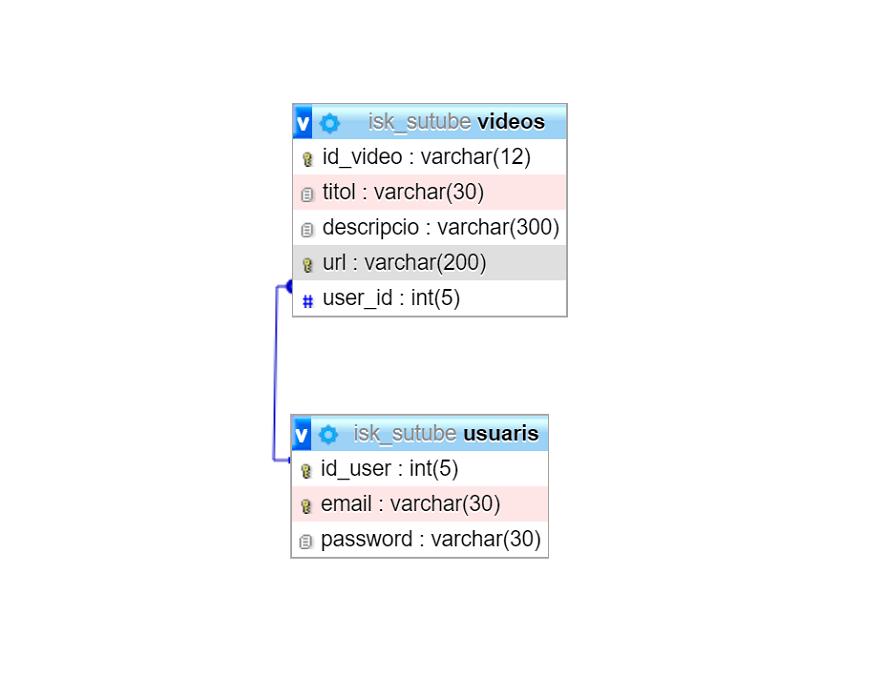 v isk_sutube videos
id_video : varchar(12)
titol : varchar(30)
descripcio : varchar(300)
url : varchar(200)
# user_id : int(5)
v isk_sutube usuaris
id_user : int(5)
email : varchar(30)
password : varchar(30)